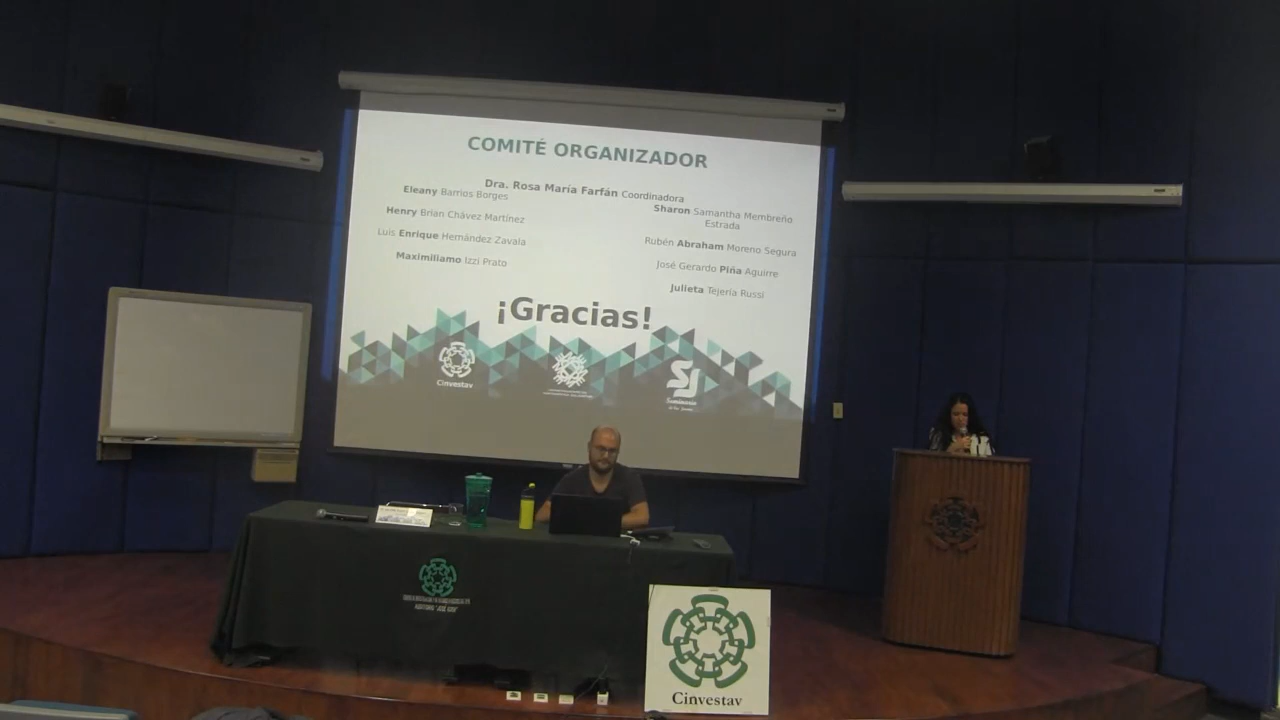 COMITÉ ORGANIZADOR
Dra. Rosa María Farfán Coordinadora
Eleany Barrios Borges
Sharon Samantha Membreño
Estrada
Henry Brian Chávez Martínez
Luis Enrique Hernández Zavala
Rubén Abraham Moreno Segura
Maximiliamo Izzi Prato
José Gerardo Piña Aguirre
Julieta Tejería Russi
¡Gracias!
Cinvestav
SJ
Seminario
Cinvestav